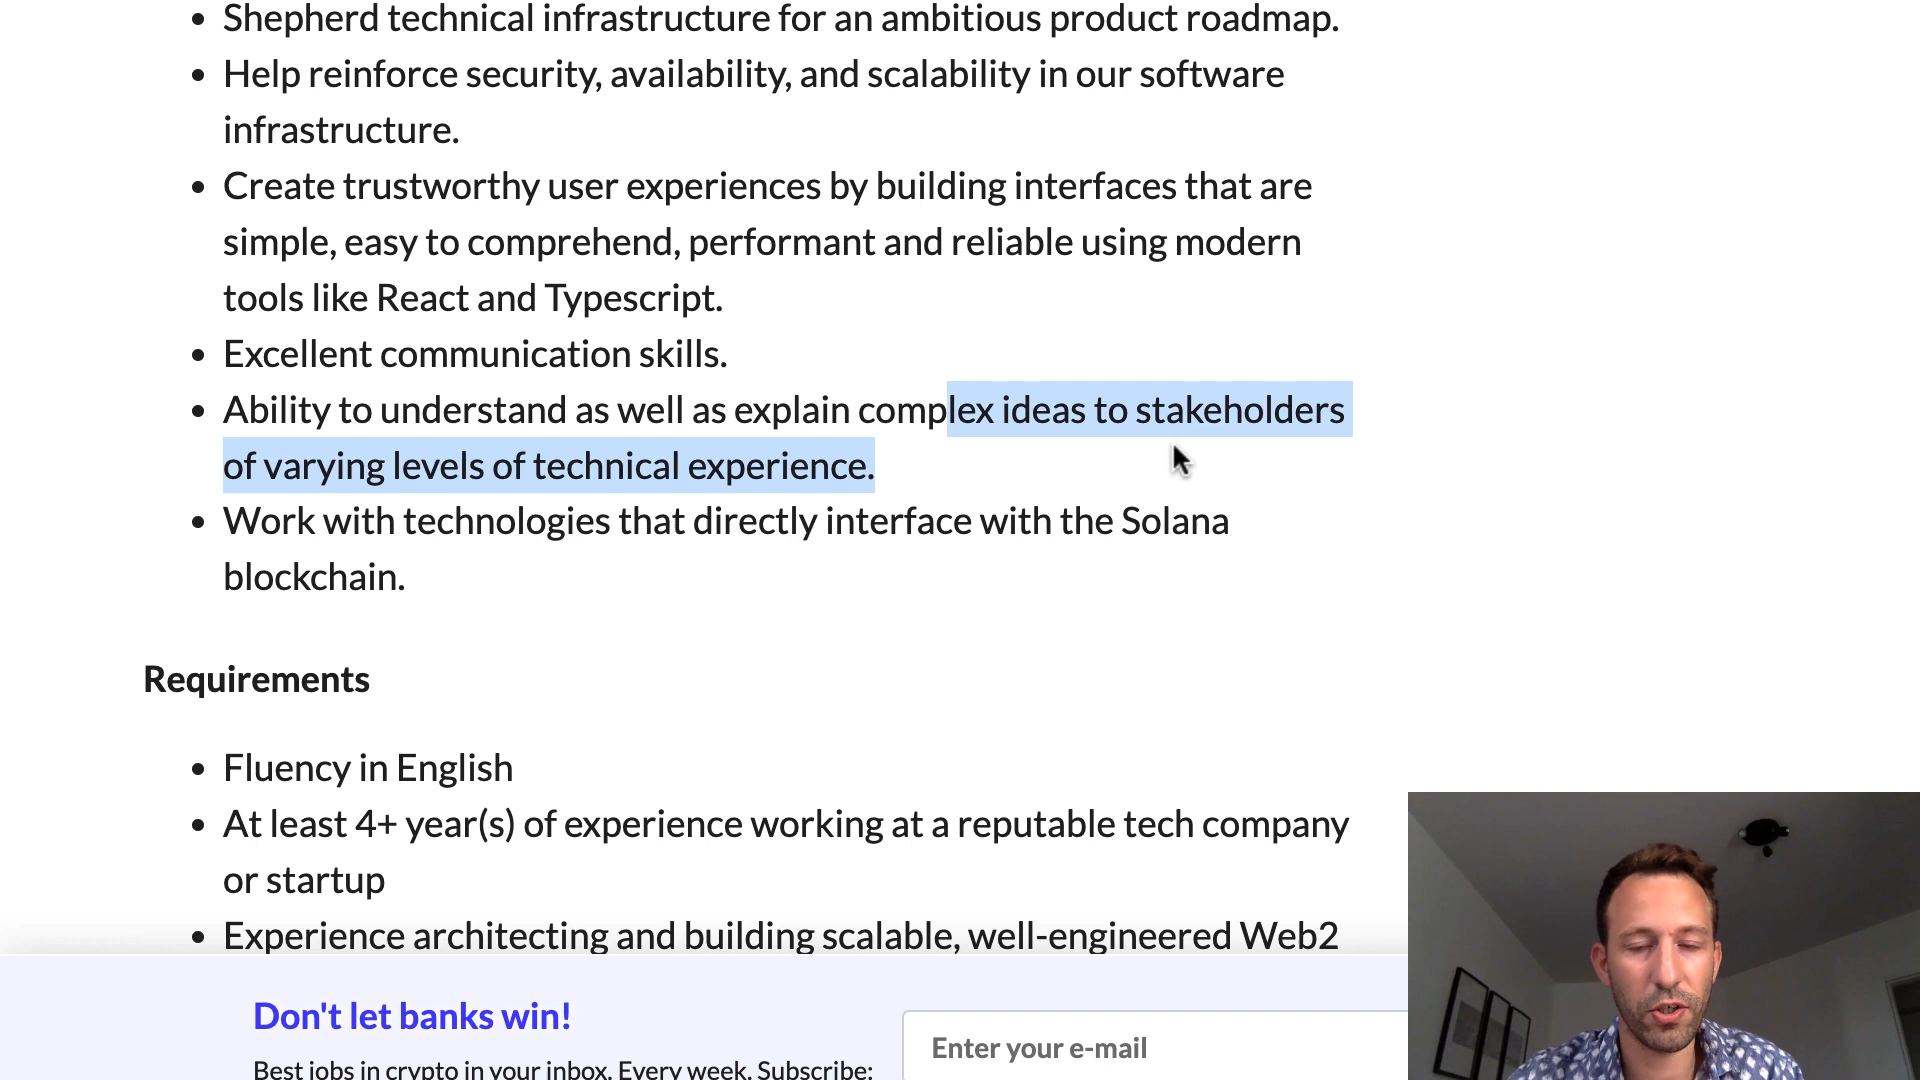 Shepherd technical infrastructure for an ambitious product roadmap.
Help reinforce security, availability, and scalability in our software
infrastructure.
Create trustworthy user experiences by building interfaces that are
simple, easy to comprehend, performant and reliable using modern
tools like React and Typescript.
Excellent communication skills.
Ability to understand as well as explain complex ideas to stakeholders
of varying levels of technical experience.
Work with technologies that directly interface with the Solana
blockchain.
Requirements
Fluency in English
At least 4+ year(s) of experience working at a reputable tech company
or startup
Experience architecting and building scalable, well-engineered Web2
Don't let banks win!
Best jobs in crypto in your inbox. Every week. Subscribe:
Enter your e-mail